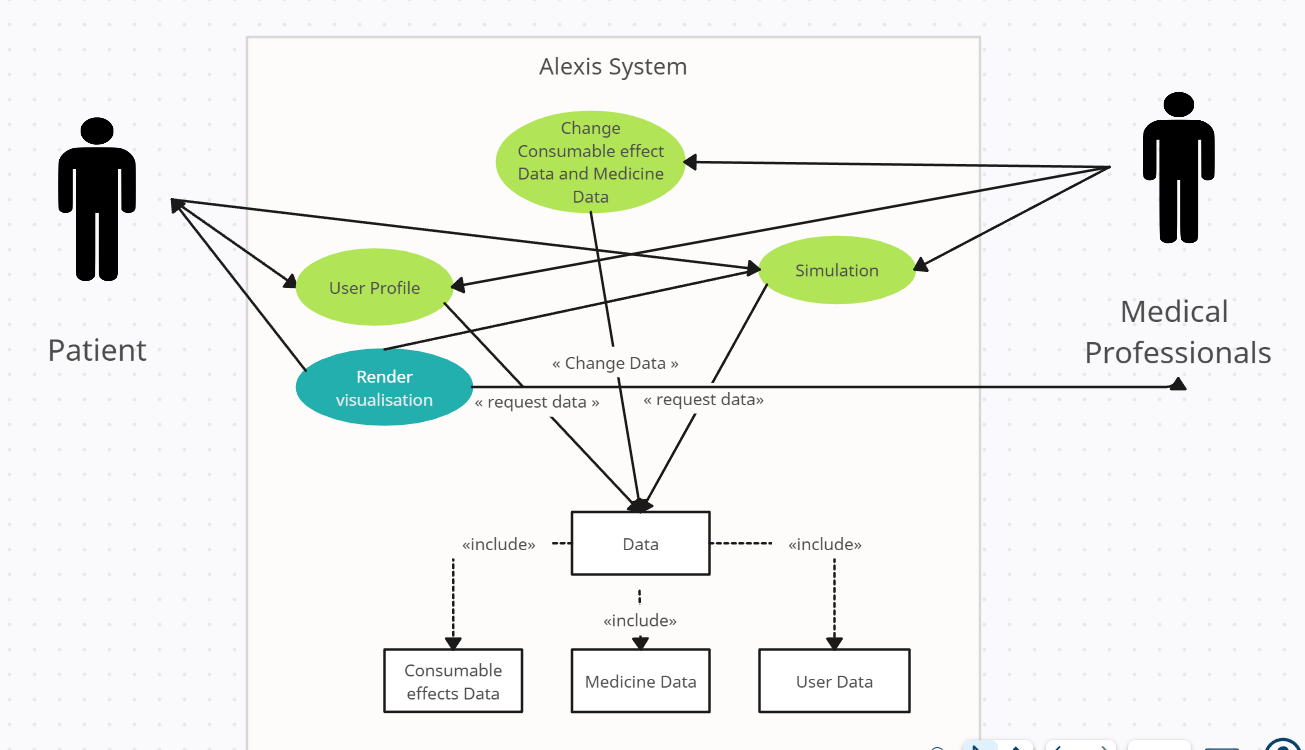 Alexis System
Change
Consumable effect
Data and Medicine
Data
User Profile
Simulation
Patient
Medical
Professionals
Render
visualisation
« Change Data »
« request data »
« request data»
Data
«include»
«include»
«include»
Consumable
effects Data
Medicine Data
User Data